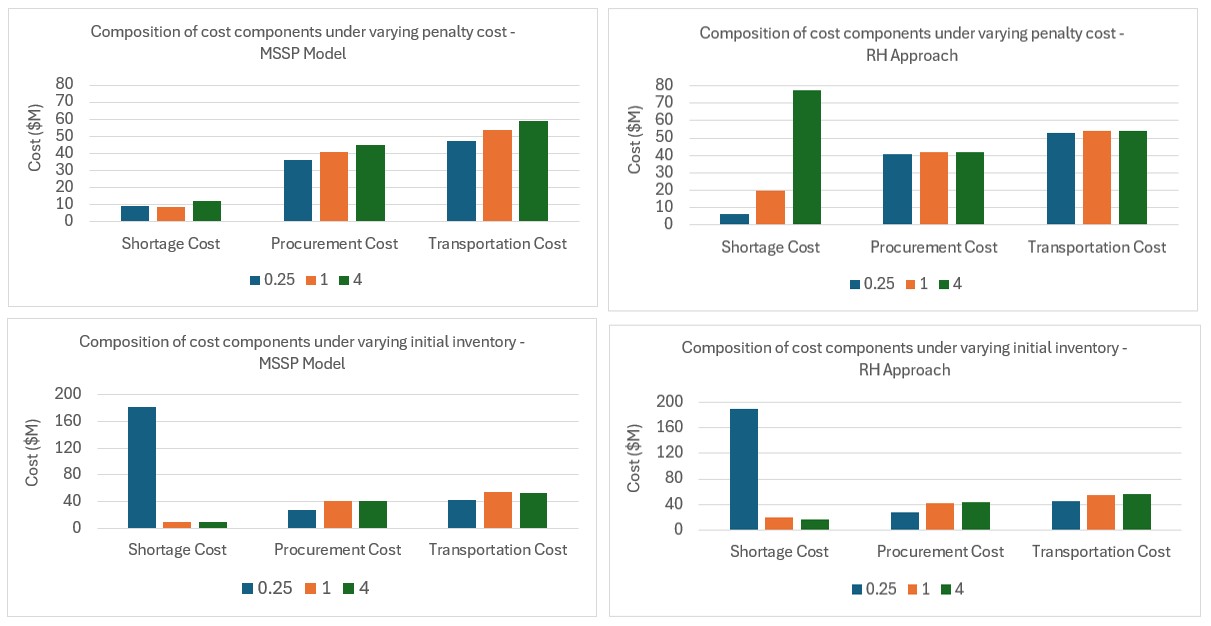 Composition of cost components under varying penalty cost -
MSSP Model
Cost ($M)
80
70
60
50
40
30
20
10
0
Shortage Cost Procurement Cost Transportation Cost
0.25 1 4
Composition of cost components under varying penalty cost -
RH Approach
Cost ($M)
80
70
60
50
40
30
20
10
0
Shortage Cost Procurement Cost Transportation Cost
0.25 1 4
Composition of cost components under varying initial inventory -
MSSP Model
Cost ($M)
200
160
120
80
40
0
Shortage Cost Procurement Cost Transportation Cost
0.25 1 4
Composition of cost components under varying initial inventory -
RH Approach
Cost ($M)
200
160
120
80
40
0
Shortage Cost Procurement Cost Transportation Cost
0.25 1 4